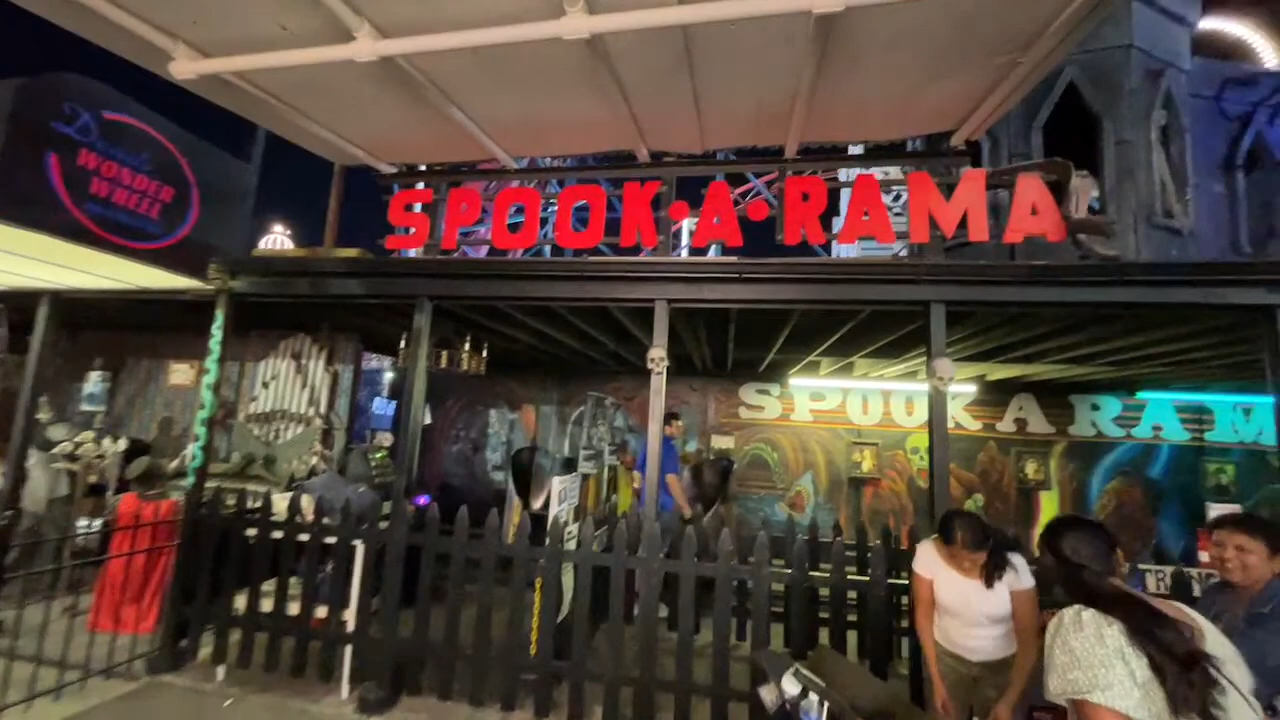 Deno's
WONDER
WHEEL
SPOOK•A•RAMA
SPOOK A RAM